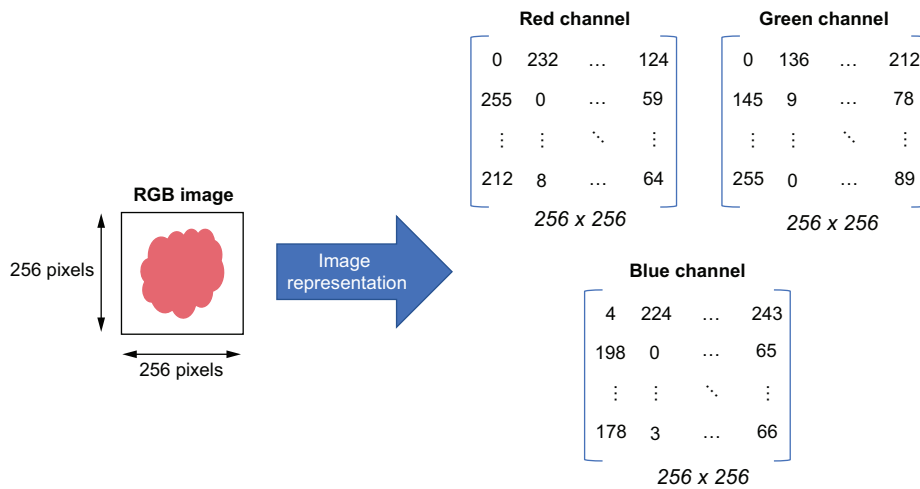 Red channel
0 232 … 124
255 0 … 59
⋮ ⋮ ⋱ ⋮
212 8 … 64
256 x 256
Green channel
0 136 … 212
145 9 … 78
⋮ ⋮ ⋱ ⋮
255 0 … 89
256 x 256
RGB image
256 pixels
256 pixels
Image
representation
Blue channel
4 224 … 243
198 0 … 65
⋮ ⋮ ⋱ ⋮
178 3 … 66
256 x 256